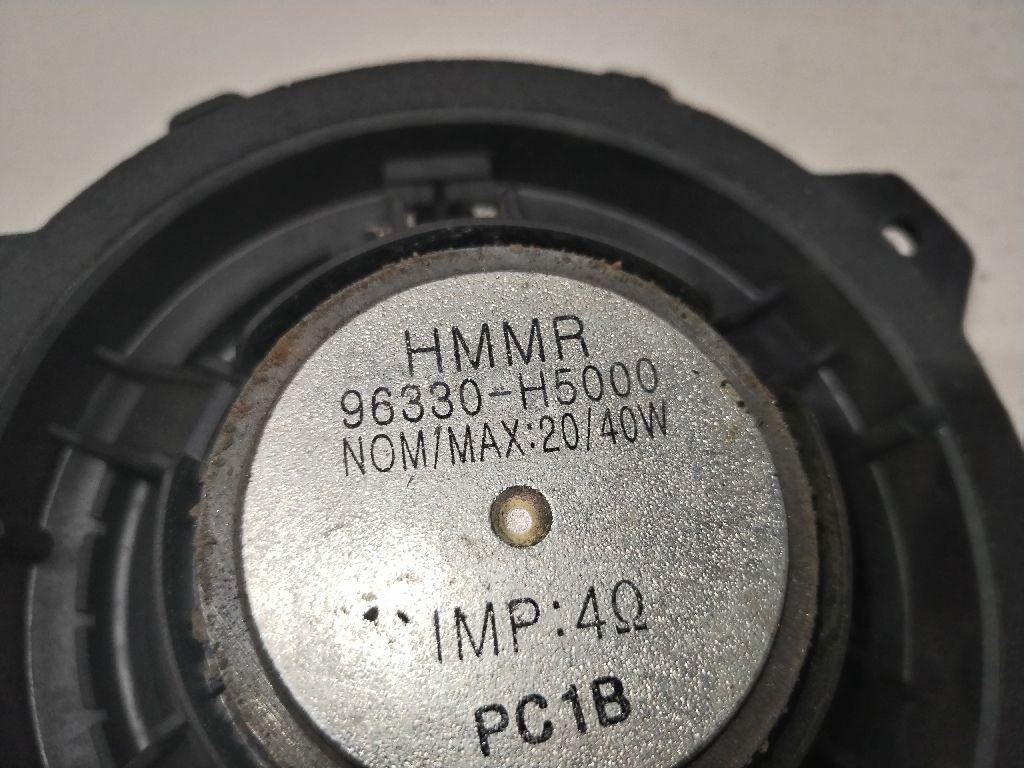 HMMR
96330-H5000
NOM/MAX:20/40W
IMP:4Ω
PC1B